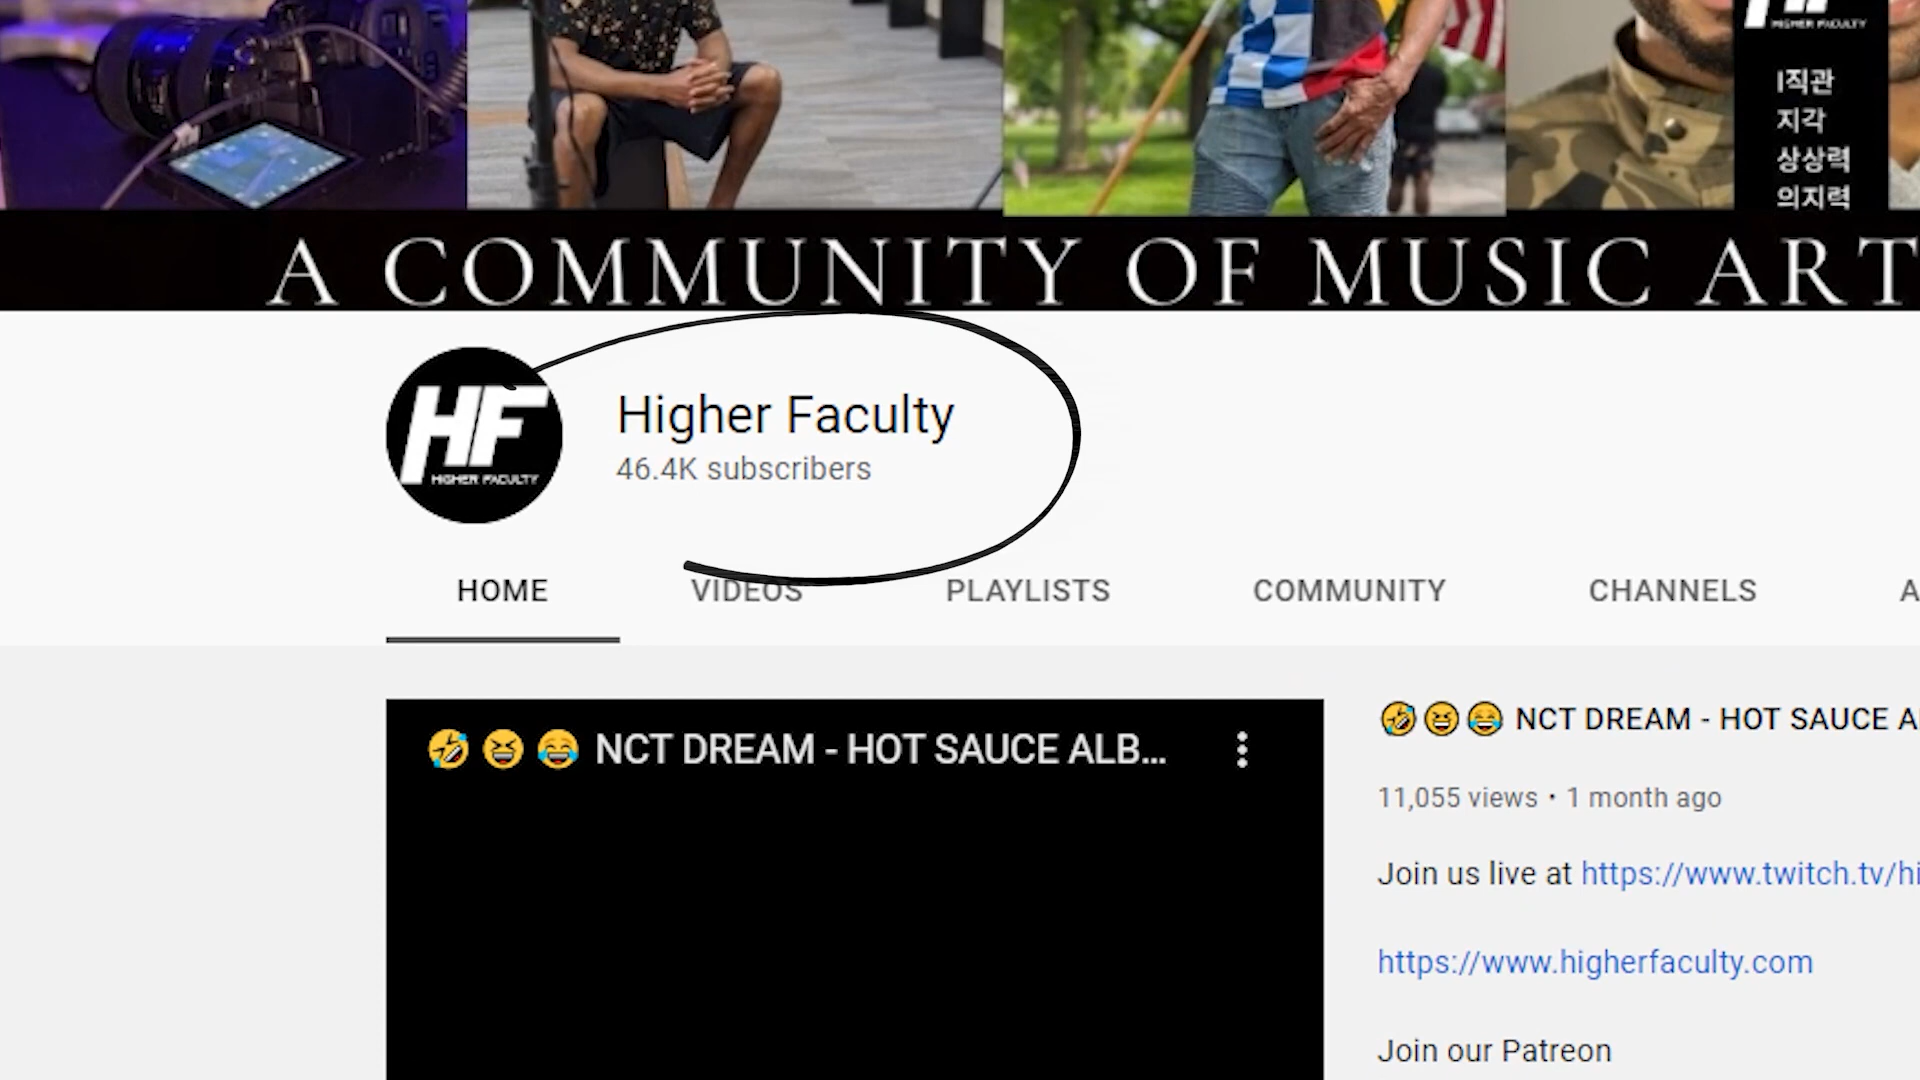 HIGHER FACULTY
|직관
지각
상상력
의지력
A COMMUNITY OF MUSIC ART
HF
HIGHER FACULTY
Higher Faculty
46.4K subscribers
HOME
VIDEOS
PLAYLISTS
COMMUNITY
CHANNELS
A
🤣 😆 😂 NCT DREAM - HOT SAUCE ALB...
🤣 😆 😂 NCT DREAM - HOT SAUCE A
11,055 views • 1 month ago
Join us live at https://www.twitch.tv/hi
https://www.higherfaculty.com
Join our Patreon